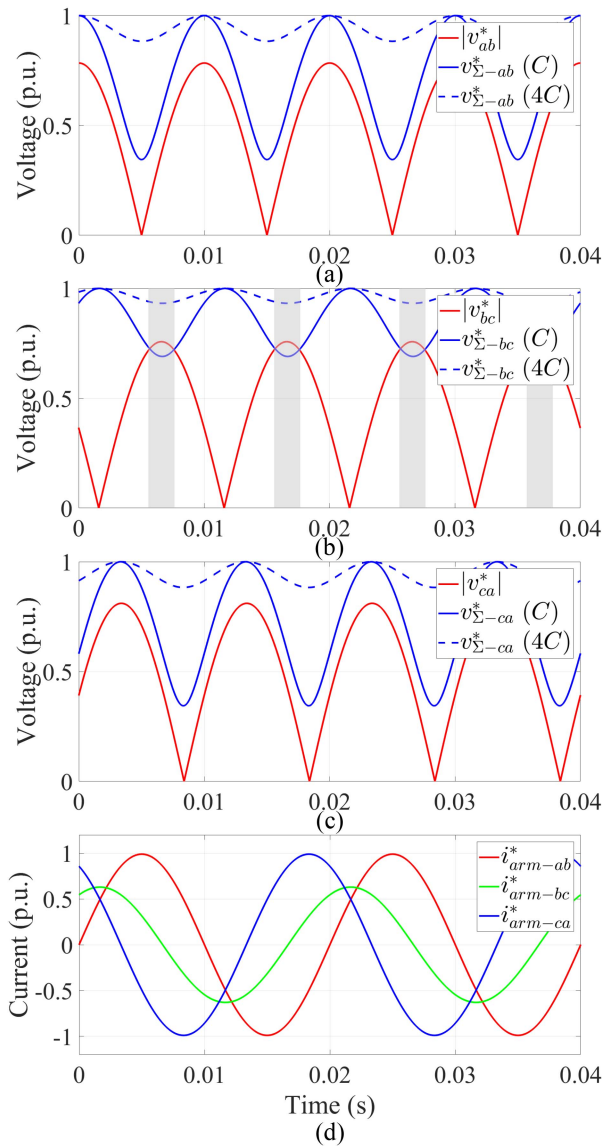 1
0.5
0
Voltage (p.u.)
|v*ab|
v*Σ−ab (C)
v*Σ−ab (4C)
0 0.01 0.02 0.03 0.04
(a)
1
0.5
0
Voltage (p.u.)
|v*bc|
v*Σ−bc (C)
v*Σ−bc (4C)
0 0.01 0.02 0.03 0.04
(b)
1
0.5
0
Voltage (p.u.)
|v*ca|
v*Σ−ca (C)
v*Σ−ca (4C)
0 0.01 0.02 0.03 0.04
(c)
1
0.5
0
-0.5
-1
Current (p.u.)
i*arm−ab
i*arm−bc
i*arm−ca
0 0.01 0.02 0.03 0.04
Time (s)
(d)